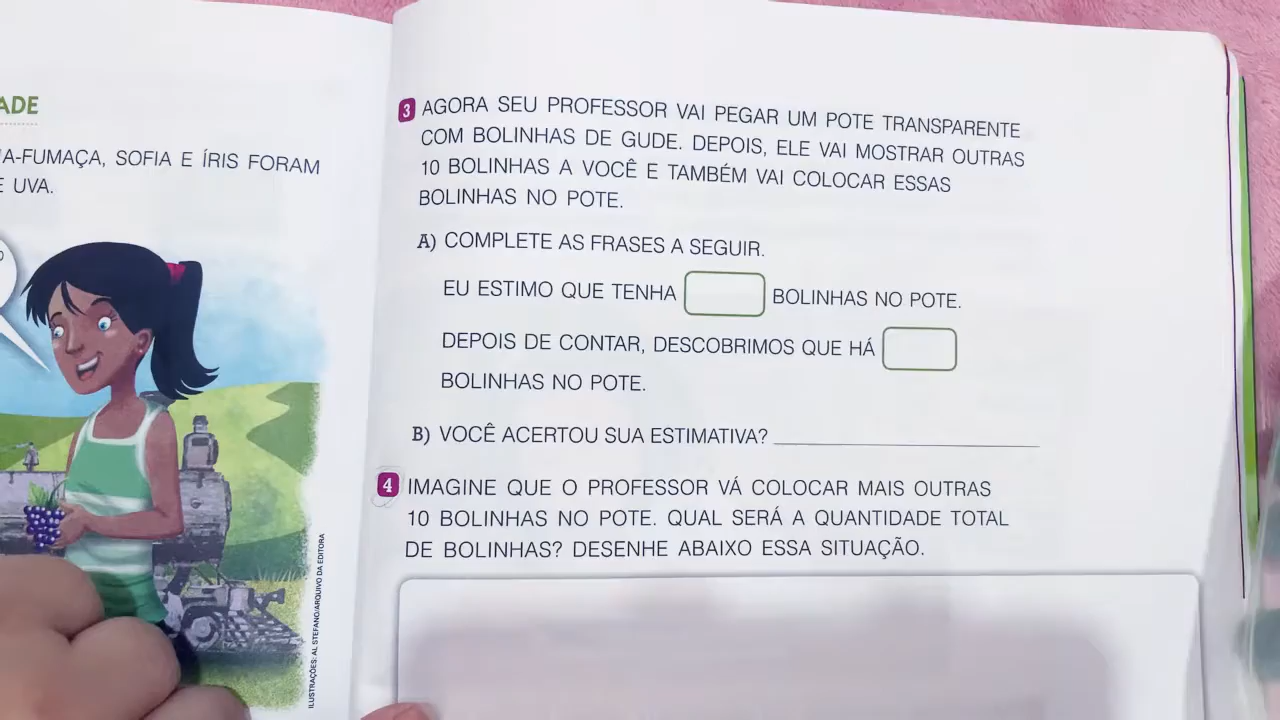 ADE
A-FUMAÇA, SOFIA E ÍRIS FORAM
E UVA.
ILUSTRAÇÕES: AL STEFANO/ARQUIVO DA EDITORA
3 AGORA SEU PROFESSOR VAI PEGAR UM POTE TRANSPARENTE
COM BOLINHAS DE GUDE. DEPOIS, ELE VAI MOSTRAR OUTRAS
10 BOLINHAS A VOCÊ E TAMBÉM VAI COLOCAR ESSAS
BOLINHAS NO POTE.
A) COMPLETE AS FRASES A SEGUIR.
EU ESTIMO QUE TENHA BOLINHAS NO POTE.
DEPOIS DE CONTAR, DESCOBRIMOS QUE HÁ
BOLINHAS NO POTE.
B) VOCÊ ACERTOU SUA ESTIMATIVA?
4 IMAGINE QUE O PROFESSOR VÁ COLOCAR MAIS OUTRAS
10 BOLINHAS NO POTE. QUAL SERÁ A QUANTIDADE TOTAL
DE BOLINHAS? DESENHE ABAIXO ESSA SITUAÇÃO.